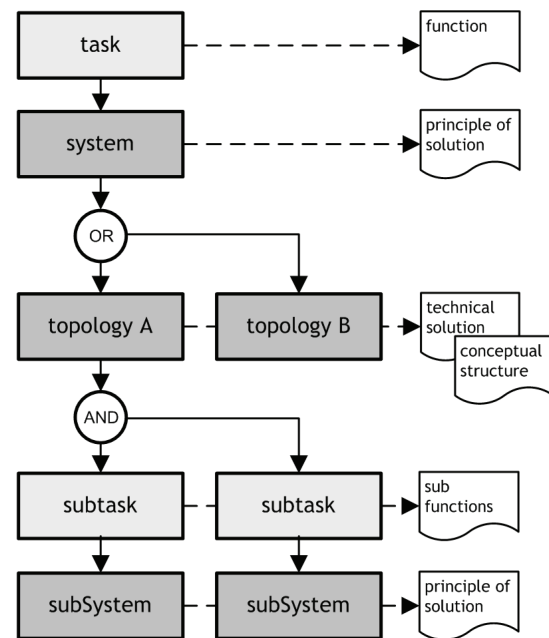 task
function
system
principle of
solution
OR
topology A
topology B
technical
solution
conceptual
structure
AND
subtask
subtask
sub
functions
subSystem
subSystem
principle of
solution